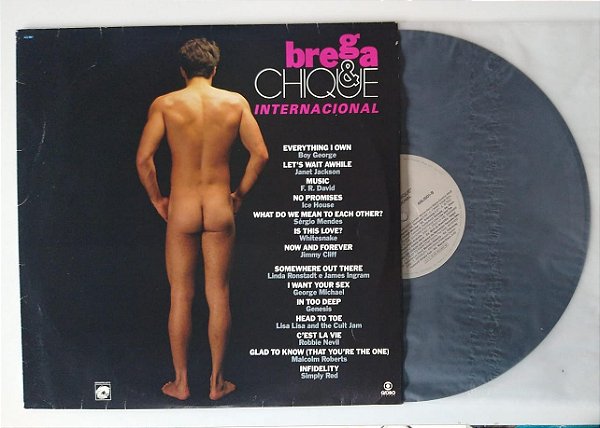 brega
& CHIQUE
INTERNACIONAL
EVERYTHING I OWN
Boy George
LET'S WAIT AWHILE
Janet Jackson
MUSIC
F. R. David
NO PROMISES
Ice House
WHAT DO WE MEAN TO EACH OTHER?
Sérgio Mendes
IS THIS LOVE?
Whitesnake
NOW AND FOREVER
Jimmy Cliff
SOMEWHERE OUT THERE
Linda Ronstadt e James Ingram
I WANT YOUR SEX
George Michael
IN TOO DEEP
Genesis
HEAD TO TOE
Lisa Lisa and the Cult Jam
C'EST LA VIE
Robbie Nevil
GLAD TO KNOW (THAT YOU'RE THE ONE)
Malcolm Roberts
INFIDELITY
Simply Red
GLOBO